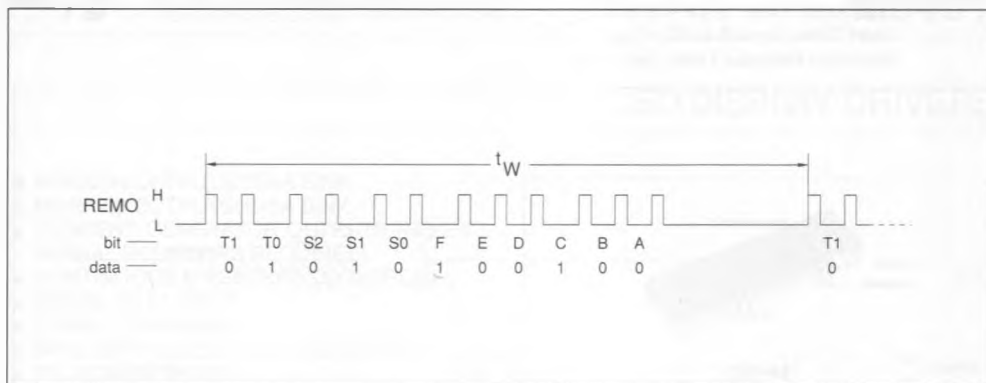 tW
H
REMO
L
bit T1 T0 S2 S1 S0 F E D C B A T1
data 0 1 0 1 0 1 0 0 1 0 0 0